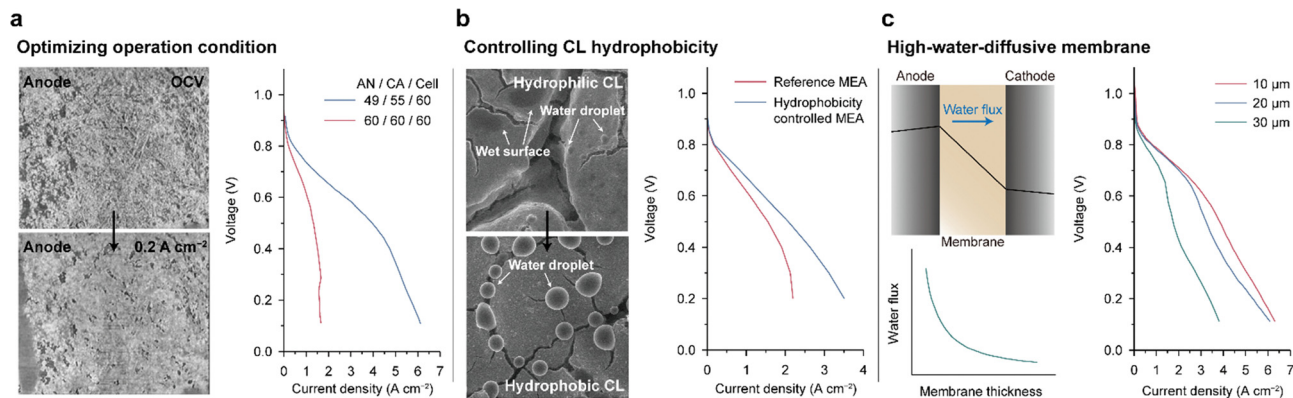 a
Optimizing operation condition
Anode OCV
Anode 0.2 A cm⁻²
AN / CA / Cell
49 / 55 / 60
60 / 60 / 60
1.0
0.8
0.6
0.4
0.2
0.0
Voltage (V)
0 1 2 3 4 5 6 7
Current density (A cm⁻²)
b
Controlling CL hydrophobicity
Hydrophilic CL
Water droplet
Wet surface
Water droplet
Hydrophobic CL
Reference MEA
Hydrophobicity
controlled MEA
1.0
0.8
0.6
0.4
0.2
0.0
Voltage (V)
0 1 2 3 4
Current density (A cm⁻²)
c
High-water-diffusive membrane
Anode Cathode
Water flux
Membrane
Water flux
Membrane thickness
10 μm
20 μm
30 μm
1.0
0.8
0.6
0.4
0.2
0.0
Voltage (V)
0 1 2 3 4 5 6 7
Current density (A cm⁻²)